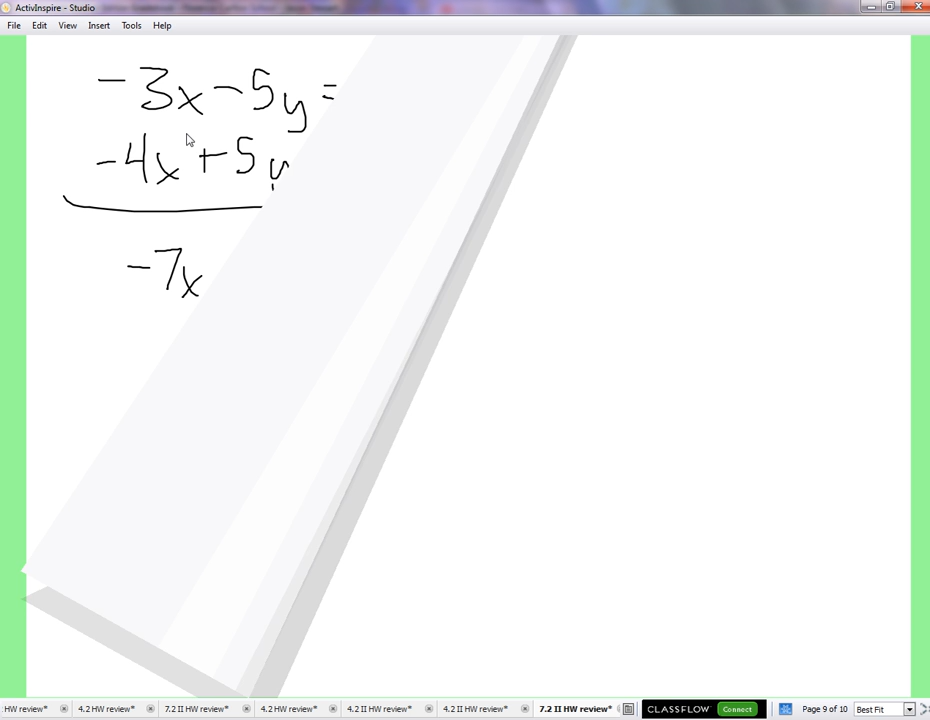 ActivInspire - Studio
File Edit View Insert Tools Help
-3x-5y=
-4x+5y
-7x
HW review* 4.2 HW review* 7.2 II HW review* 4.2 HW review* 4.2 II HW review* 4.2 II HW review* 7.2 II HW review* CLASSFLOW Connect Page 9 of 10 Best Fit